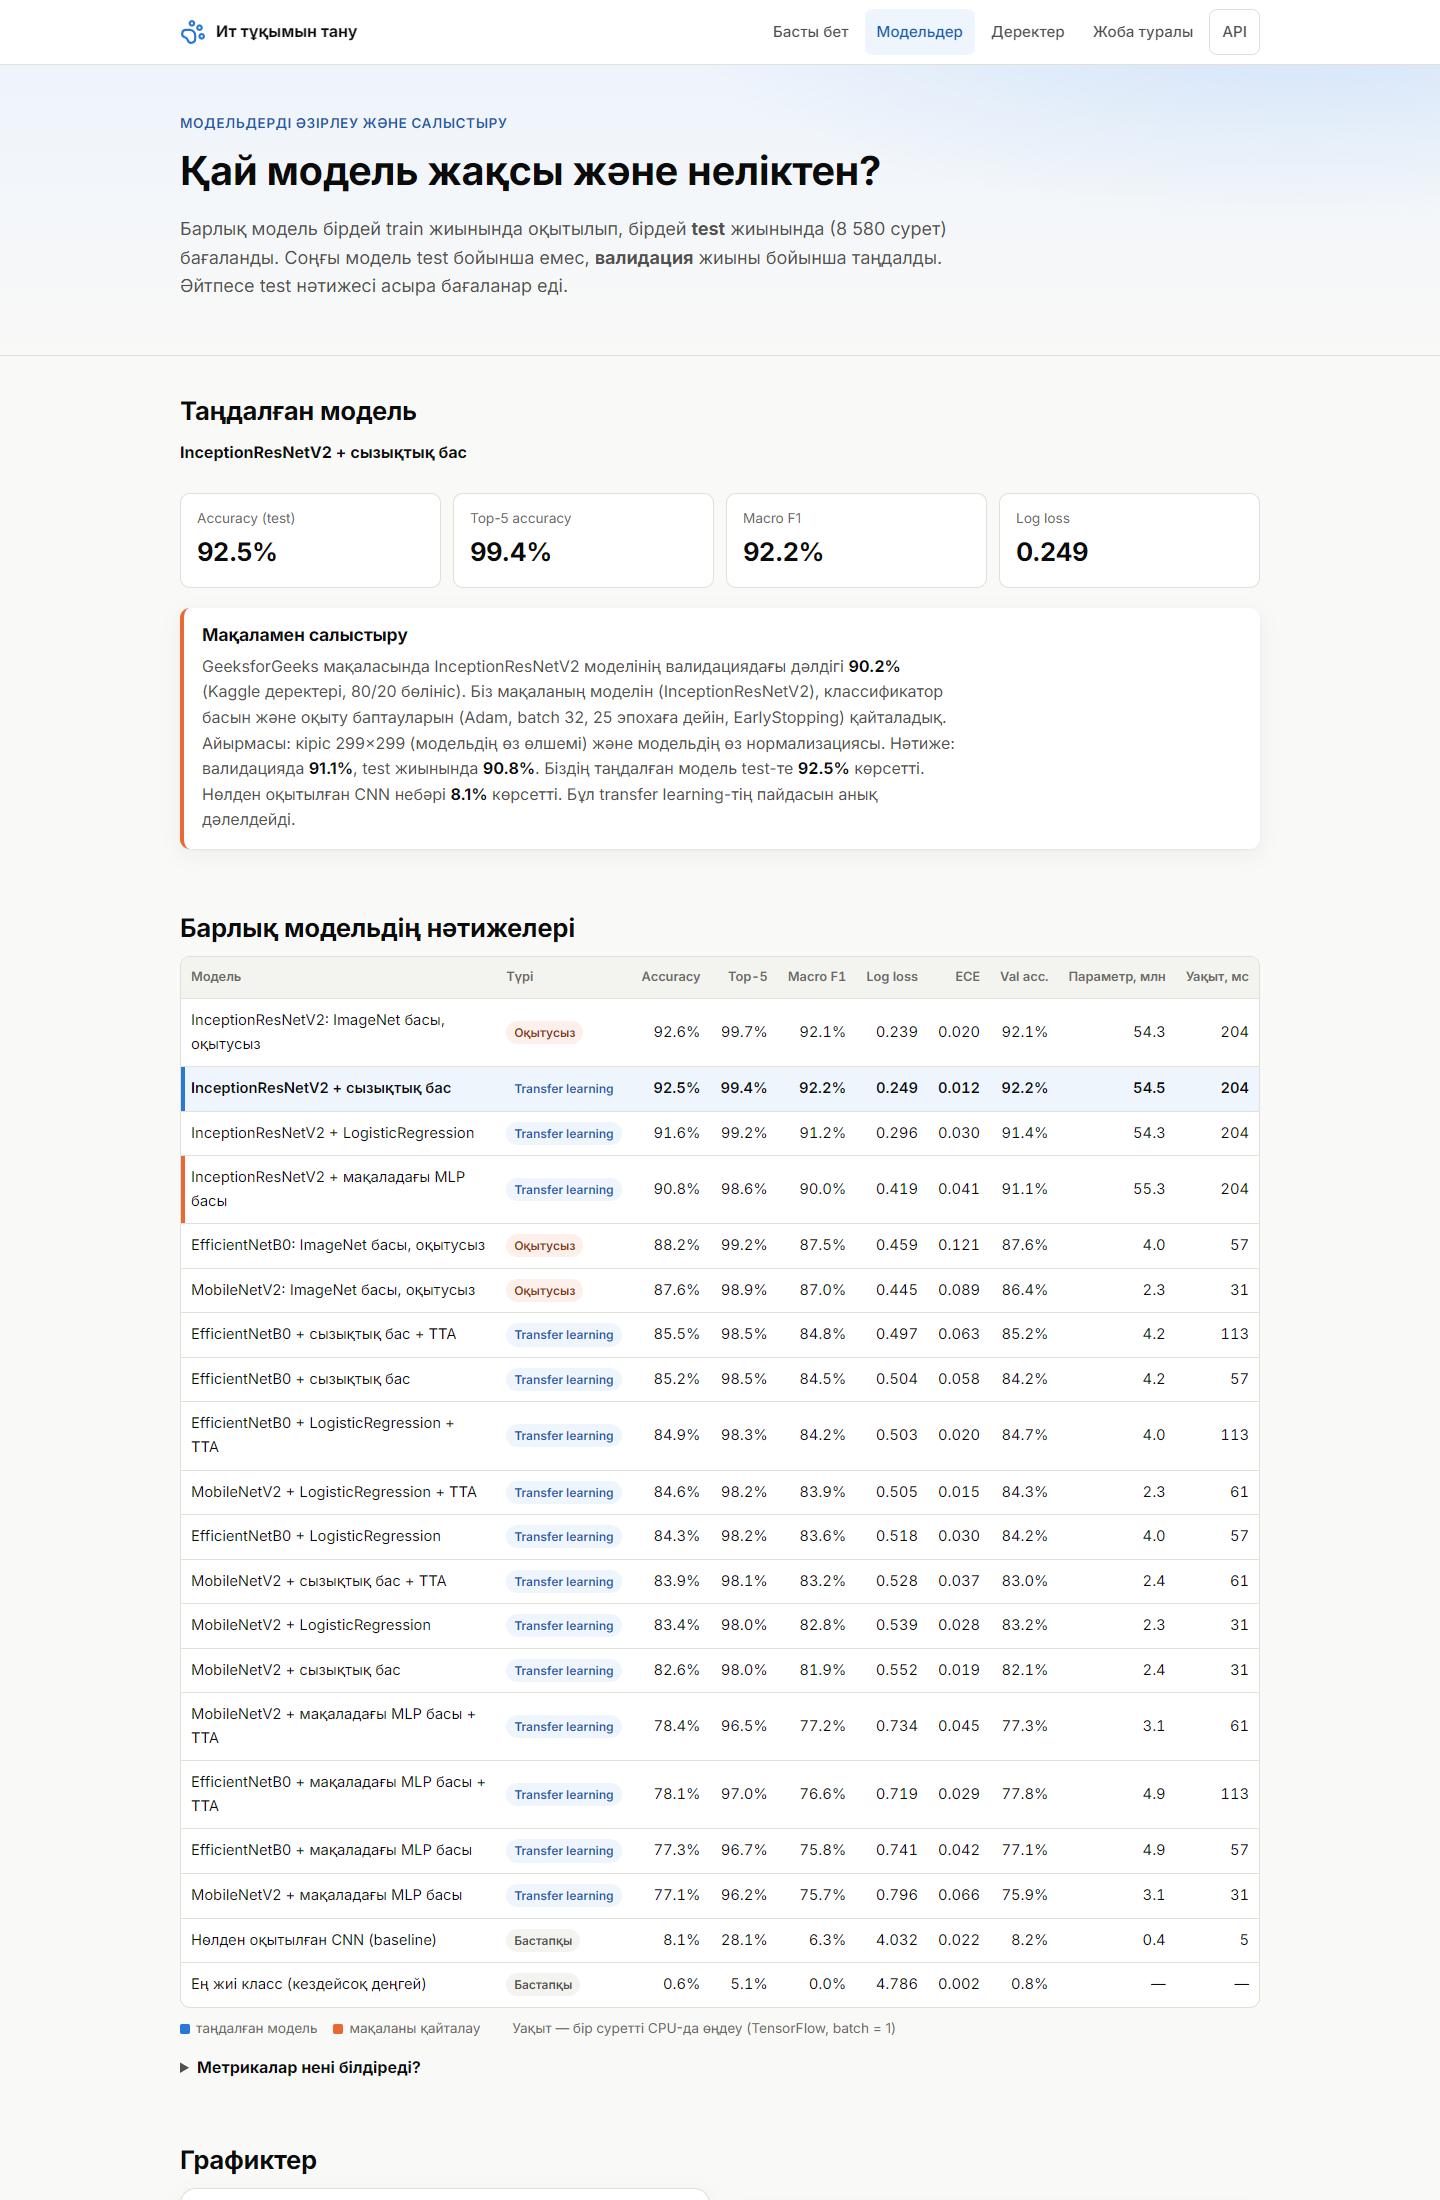 Ит тұқымын тану
Басты бет
Модельдер
Деректер
Жоба туралы
API
МОДЕЛЬДЕРДІ ӘЗІРЛЕУ ЖӘНЕ САЛЫСТЫРУ
Қай модель жақсы және неліктен?
Барлық модель бірдей train жиынында оқытылып, бірдей test жиынында (8 580 сурет)
бағаланды. Соңғы модель test бойынша емес, валидация жиыны бойынша таңдалды.
Әйтпесе test нәтижесі асыра бағаланар еді.
Таңдалған модель
InceptionResNetV2 + сызықтық бас
Accuracy (test)
92.5%
Top-5 accuracy
99.4%
Macro F1
92.2%
Log loss
0.249
Мақаламен салыстыру
GeeksforGeeks мақаласында InceptionResNetV2 моделінің валидациядағы дәлдігі 90.2%
(Kaggle деректері, 80/20 бөлініс). Біз мақаланың моделін (InceptionResNetV2), классификатор
басын және оқыту баптауларын (Adam, batch 32, 25 эпохаға дейін, EarlyStopping) қайталадық.
Айырмасы: кіріс 299×299 (модельдің өз өлшемі) және модельдің өз нормализациясы. Нәтиже:
валидацияда 91.1%, test жиынында 90.8%. Біздің таңдалған модель test-те 92.5% көрсетті.
Нөлден оқытылған CNN небәрі 8.1% көрсетті. Бұл transfer learning-тің пайдасын анық
дәлелдейді.
Барлық модельдің нәтижелері
Модель Түрі Accuracy Top-5 Macro F1 Log loss ECE Val acc. Параметр, млн Уақыт, мс
InceptionResNetV2: ImageNet басы,
оқытусыз Оқытусыз 92.6% 99.7% 92.1% 0.239 0.020 92.1% 54.3 204
InceptionResNetV2 + сызықтық бас Transfer learning 92.5% 99.4% 92.2% 0.249 0.012 92.2% 54.5 204
InceptionResNetV2 + LogisticRegression Transfer learning 91.6% 99.2% 91.2% 0.296 0.030 91.4% 54.3 204
InceptionResNetV2 + мақаладағы MLP
басы Transfer learning 90.8% 98.6% 90.0% 0.419 0.041 91.1% 55.3 204
EfficientNetB0: ImageNet басы, оқытусыз Оқытусыз 88.2% 99.2% 87.5% 0.459 0.121 87.6% 4.0 57
MobileNetV2: ImageNet басы, оқытусыз Оқытусыз 87.6% 98.9% 87.0% 0.445 0.089 86.4% 2.3 31
EfficientNetB0 + сызықтық бас + TTA Transfer learning 85.5% 98.5% 84.8% 0.497 0.063 85.2% 4.2 113
EfficientNetB0 + сызықтық бас Transfer learning 85.2% 98.5% 84.5% 0.504 0.058 84.2% 4.2 57
EfficientNetB0 + LogisticRegression +
TTA Transfer learning 84.9% 98.3% 84.2% 0.503 0.020 84.7% 4.0 113
MobileNetV2 + LogisticRegression + TTA Transfer learning 84.6% 98.2% 83.9% 0.505 0.015 84.3% 2.3 61
EfficientNetB0 + LogisticRegression Transfer learning 84.3% 98.2% 83.6% 0.518 0.030 84.2% 4.0 57
MobileNetV2 + сызықтық бас + TTA Transfer learning 83.9% 98.1% 83.2% 0.528 0.037 83.0% 2.4 61
MobileNetV2 + LogisticRegression Transfer learning 83.4% 98.0% 82.8% 0.539 0.028 83.2% 2.3 31
MobileNetV2 + сызықтық бас Transfer learning 82.6% 98.0% 81.9% 0.552 0.019 82.1% 2.4 31
MobileNetV2 + мақаладағы MLP басы +
TTA Transfer learning 78.4% 96.5% 77.2% 0.734 0.045 77.3% 3.1 61
EfficientNetB0 + мақаладағы MLP басы +
TTA Transfer learning 78.1% 97.0% 76.6% 0.719 0.029 77.8% 4.9 113
EfficientNetB0 + мақаладағы MLP басы Transfer learning 77.3% 96.7% 75.8% 0.741 0.042 77.1% 4.9 57
MobileNetV2 + мақаладағы MLP басы Transfer learning 77.1% 96.2% 75.7% 0.796 0.066 75.9% 3.1 31
Нөлден оқытылған CNN (baseline) Бастапқы 8.1% 28.1% 6.3% 4.032 0.022 8.2% 0.4 5
Ең жиі класс (кездейсоқ деңгей) Бастапқы 0.6% 5.1% 0.0% 4.786 0.002 0.8% — —
таңдалған модель мақаланы қайталау Уақыт — бір суретті CPU-да өңдеу (TensorFlow, batch = 1)
Метрикалар нені білдіреді?
Графиктер